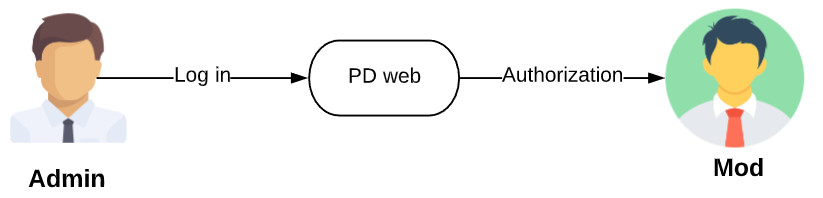 Log in
PD web
Authorization
Admin
Mod